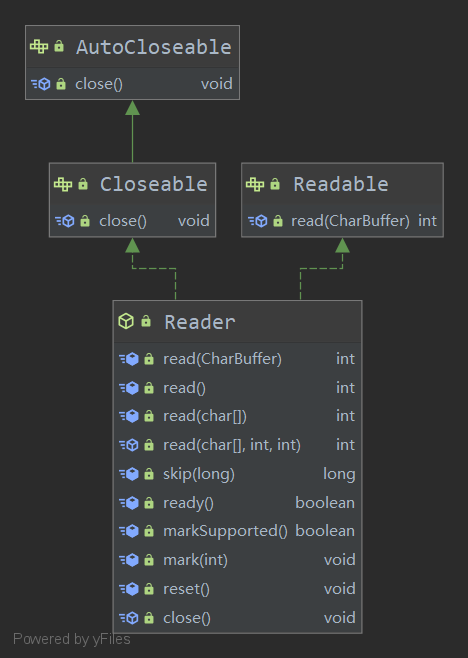 AutoCloseable
close() void
Closeable
close() void
Readable
read(CharBuffer) int
Reader
read(CharBuffer) int
read() int
read(char[]) int
read(char[], int, int) int
skip(long) long
ready() boolean
markSupported() boolean
mark(int) void
reset() void
close() void
Powered by yFiles